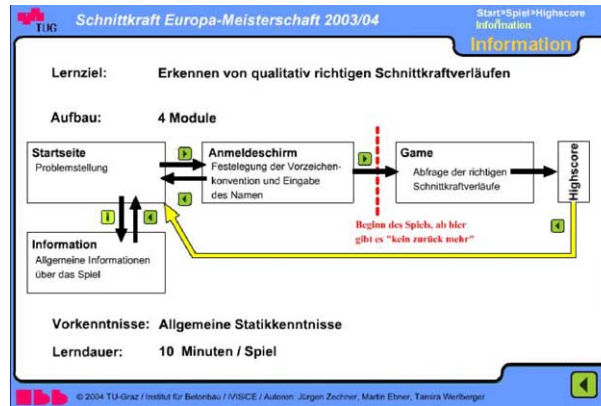 TUG
Schnittkraft Europa-Meisterschaft 2003/04
Start»Spiel»Highscore
Information
Information
Lernziel: Erkennen von qualitativ richtigen Schnittkraftverläufen
Aufbau: 4 Module
Startseite
Problemstellung
Anmeldeschirm
Festelegung der Vorzeichen-
konvention und Eingabe
des Namen
Game
Abfrage der richtigen
Schnittkraftverläufe
Highscore
Beginn des Spiels, ab hier
gibt es "kein zurück mehr"
i
Information
Allgemeine Informationen
über das Spiel
Vorkenntnisse: Allgemeine Statikkenntnisse
Lerndauer: 10 Minuten / Spiel
© 2004 TU-Graz / Institut für Betonbau / iVISiCE / Autoren: Jürgen Zechner, Martin Ebner, Tamira Wierlberger